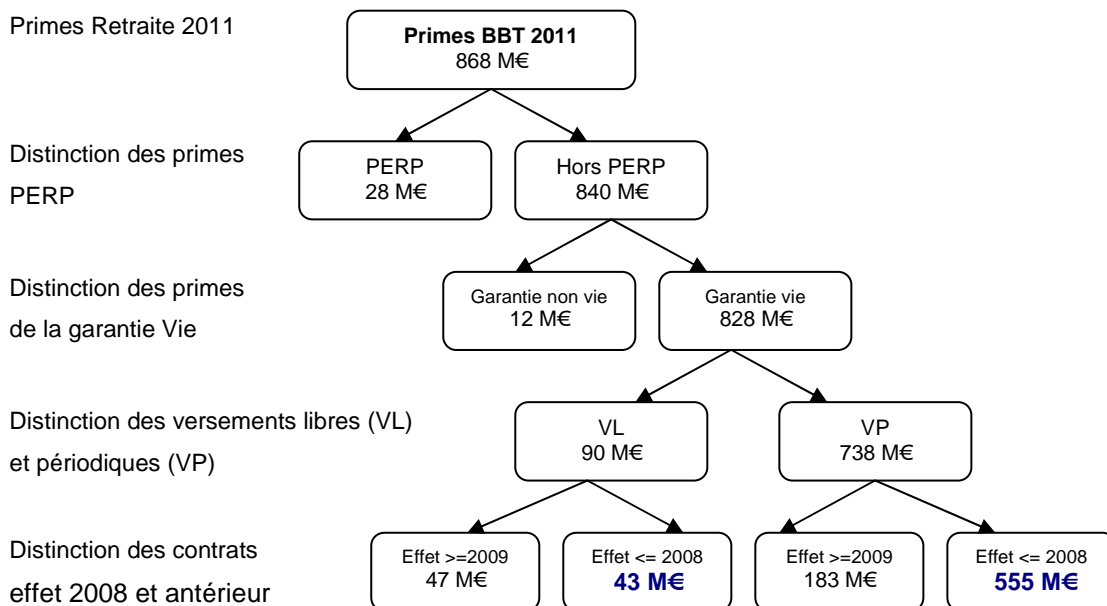 Primes Retraite 2011
Primes BBT 2011
868 M€
Distinction des primes
PERP
PERP
28 M€
Hors PERP
840 M€
Distinction des primes
de la garantie Vie
Garantie non vie
12 M€
Garantie vie
828 M€
Distinction des versements libres (VL)
et périodiques (VP)
VL
90 M€
VP
738 M€
Distinction des contrats
effet 2008 et antérieur
Effet >=2009
47 M€
Effet <= 2008
43 M€
Effet >=2009
183 M€
Effet <= 2008
555 M€